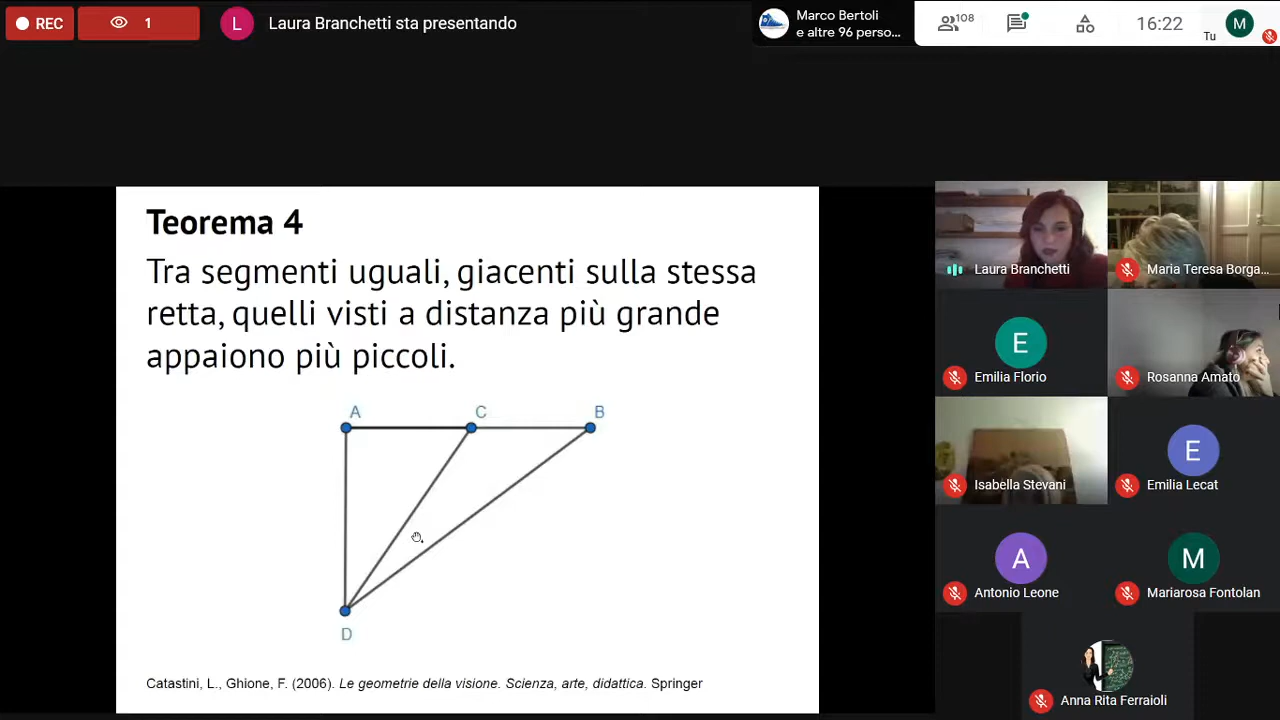 REC
1
L
Laura Branchetti sta presentando
Marco Bertoli
e altre 96 perso...
108
16:22
Tu
M
Teorema 4
Tra segmenti uguali, giacenti sulla stessa
retta, quelli visti a distanza più grande
appaiono più piccoli.
A
C
B
D
Catastini, L., Ghione, F. (2006). Le geometrie della visione. Scienza, arte, didattica. Springer
Laura Branchetti
Maria Teresa Borga...
E
Emilia Florio
Rosanna Amato
Isabella Stevani
E
Emilia Lecat
A
Antonio Leone
M
Mariarosa Fontolan
Anna Rita Ferraioli